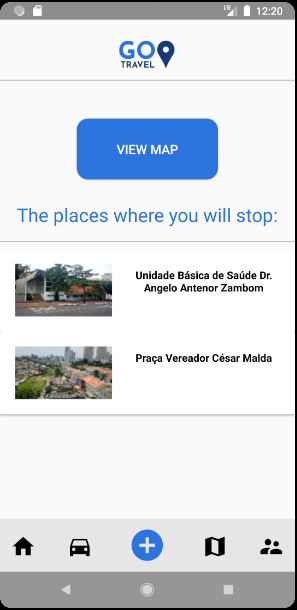 12:20
GO
TRAVEL
VIEW MAP
The places where you will stop:
Unidade Básica de Saúde Dr.
Angelo Antenor Zambom
Praça Vereador César Malda